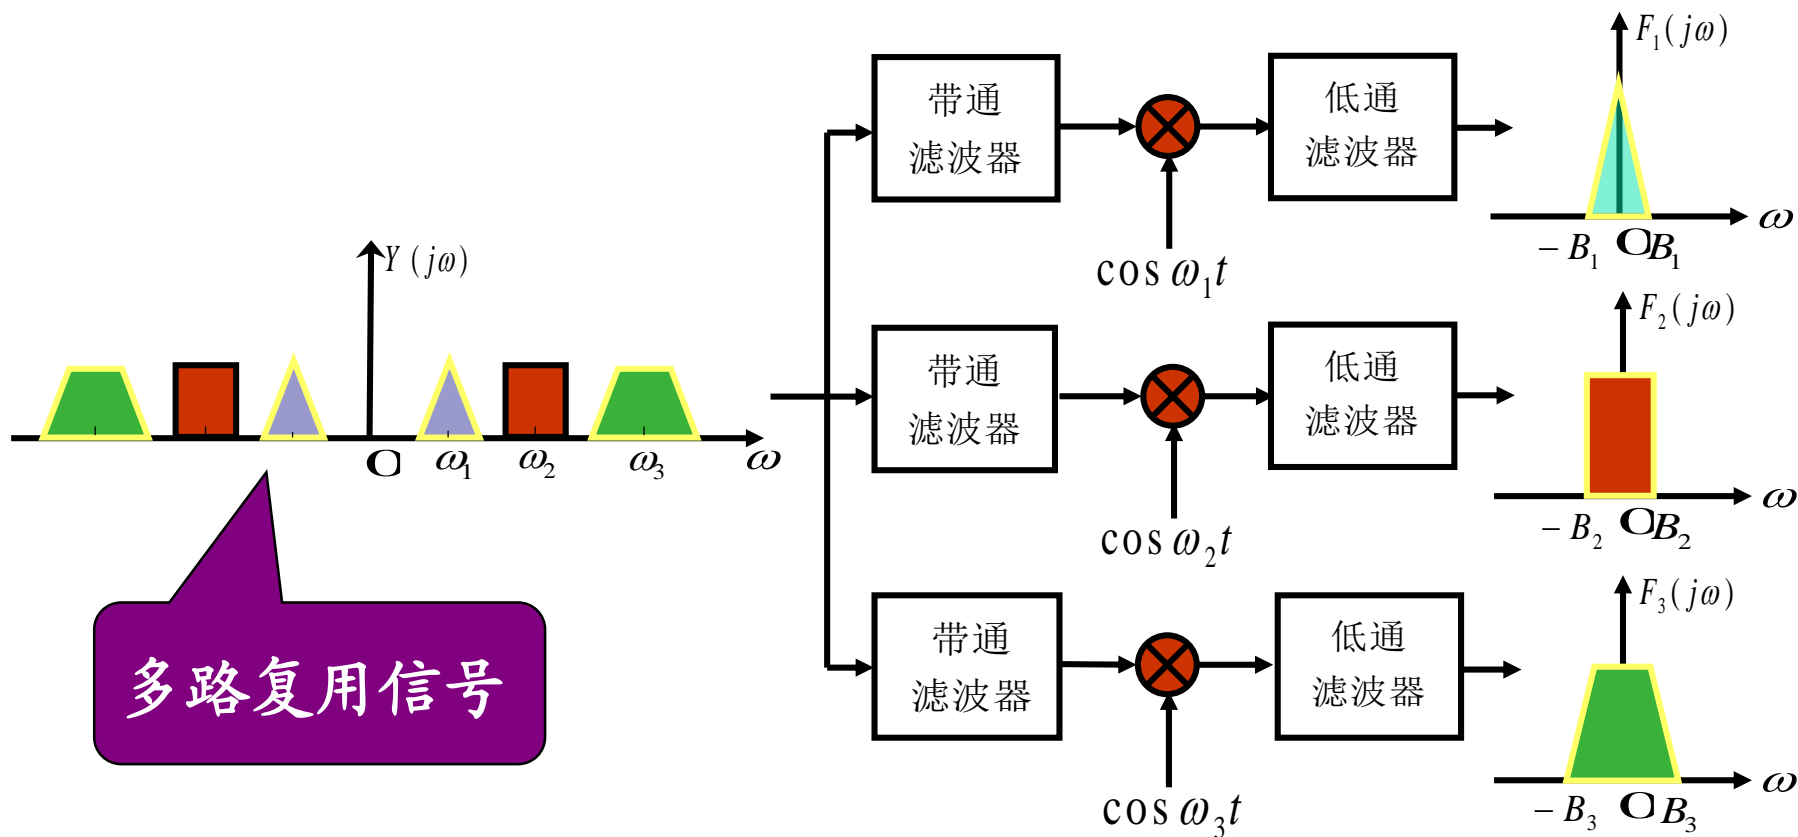 Y (jω)
ω
O
ω₁
ω₂
ω₃
多路复用信号
带通
滤波器
低通
滤波器
cos ω₁t
F₁(jω)
ω
− B₁
O
B₁
带通
滤波器
低通
滤波器
cos ω₂t
F₂(jω)
ω
− B₂
O
B₂
带通
滤波器
低通
滤波器
cos ω₃t
F₃(jω)
ω
− B₃
O
B₃